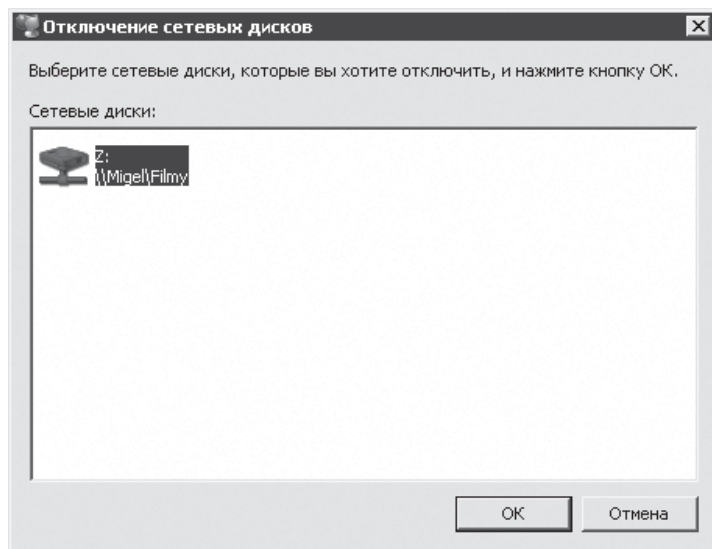 Отключение сетевых дисков
Выберите сетевые диски, которые вы хотите отключить, и нажмите кнопку ОК.
Сетевые диски:
Z:
\\Migel\Filmy
ОК
Отмена